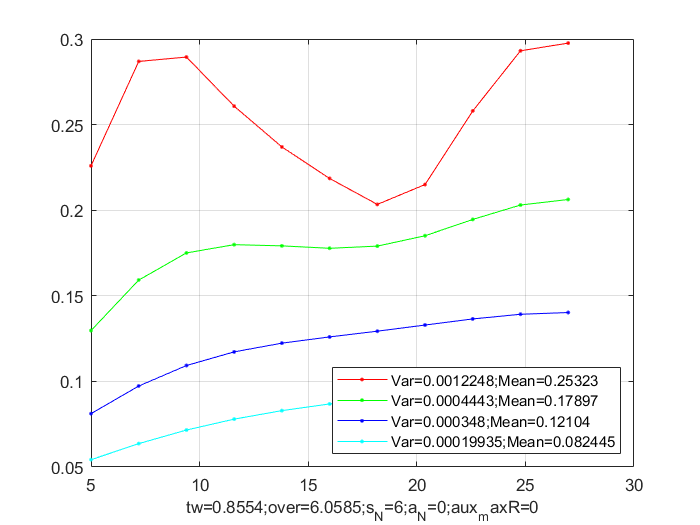 0.3
0.25
0.2
0.15
0.1
0.05
5 10 15 20 25 30
Var=0.0012248;Mean=0.25323
Var=0.0004443;Mean=0.17897
Var=0.000348;Mean=0.12104
Var=0.00019935;Mean=0.082445
tw=0.8554;over=6.0585;s_N=6;a_N=0;aux_maxR=0